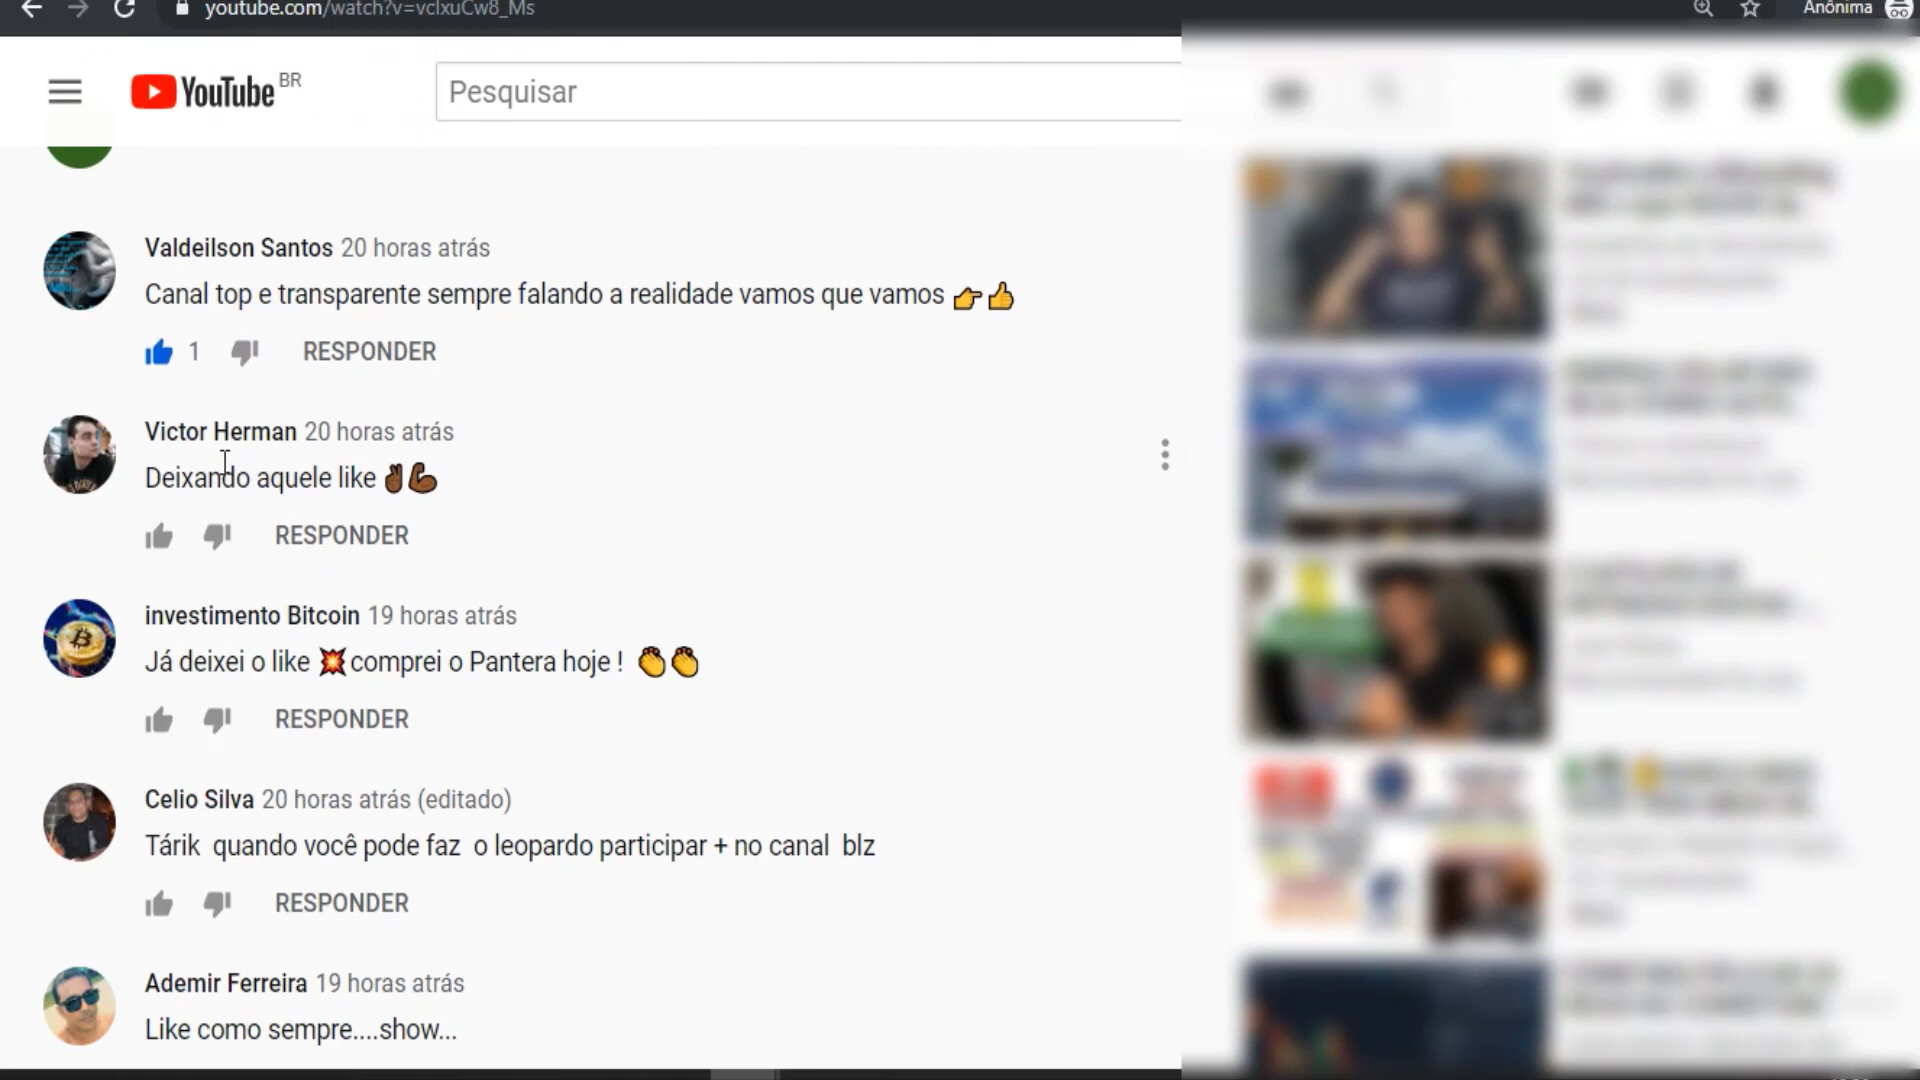 youtube.com/watch?v=vclxuCw8_Ms
Anônima
YouTube BR
Pesquisar
Valdeilson Santos 20 horas atrás
Canal top e transparente sempre falando a realidade vamos que vamos 👉👍
1 RESPONDER
Victor Herman 20 horas atrás
Deixando aquele like ✌🏾💪🏾
RESPONDER
investimento Bitcoin 19 horas atrás
Já deixei o like 💥comprei o Pantera hoje ! 👏👏
RESPONDER
Celio Silva 20 horas atrás (editado)
Tárik quando você pode faz o leopardo participar + no canal blz
RESPONDER
Ademir Ferreira 19 horas atrás
Like como sempre....show...